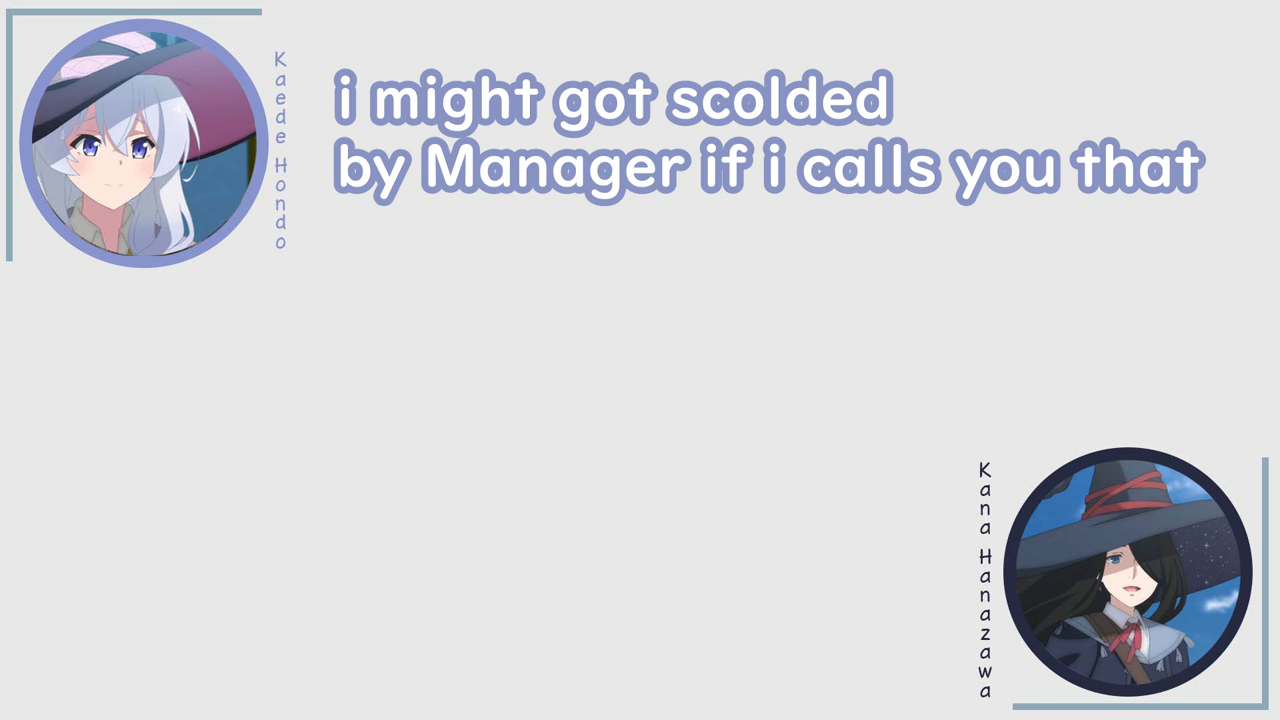 Kaede Hondo
i might got scolded
by Manager if i calls you that
Kana Hanazawa